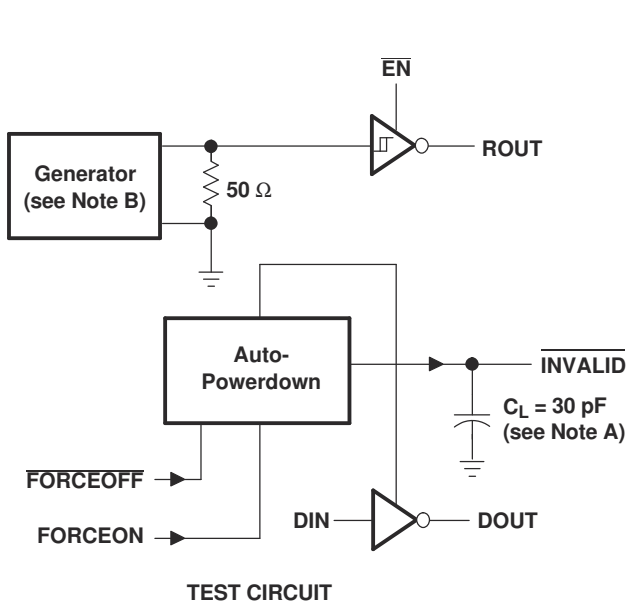 EN
Generator
(see Note B)
50 Ω
ROUT
Auto-
Powerdown
INVALID
CL = 30 pF
(see Note A)
FORCEOFF
FORCEON
DIN
DOUT
TEST CIRCUIT